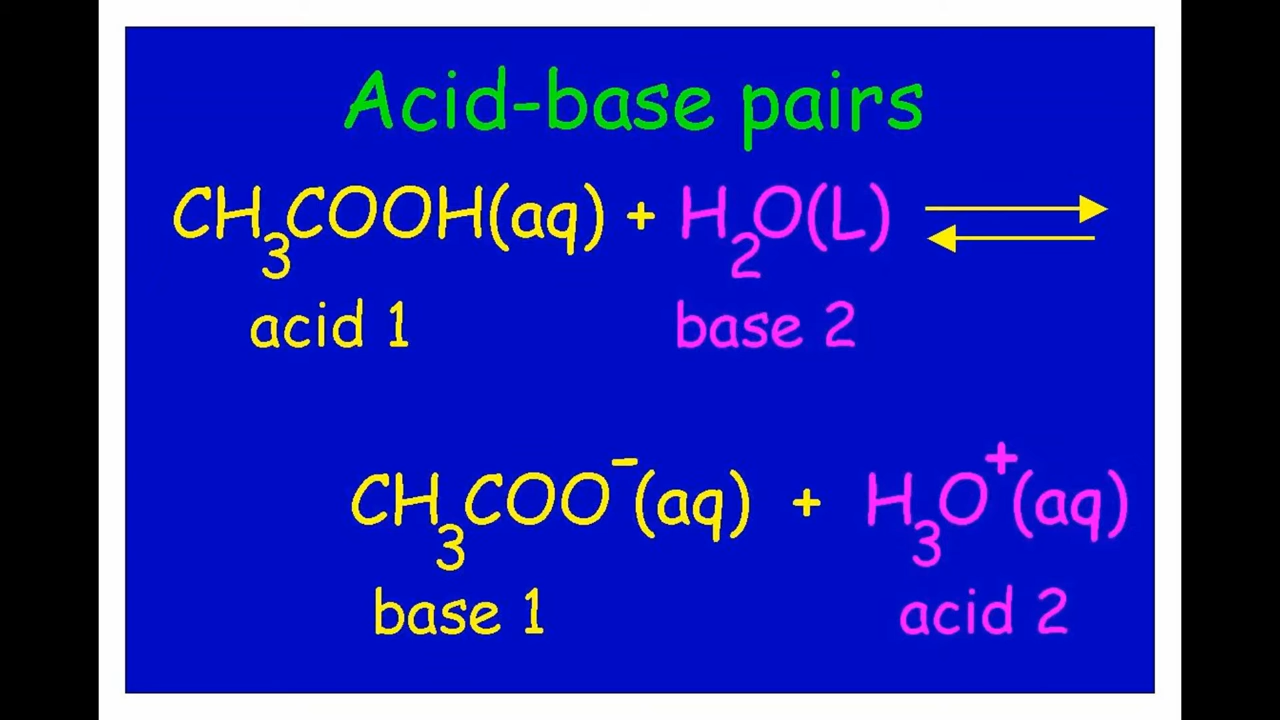 Acid-base pairs
CH₃COOH(aq) + H₂O(L) ⇌
acid 1 base 2
CH₃COO⁻(aq) + H₃O⁺(aq)
base 1 acid 2